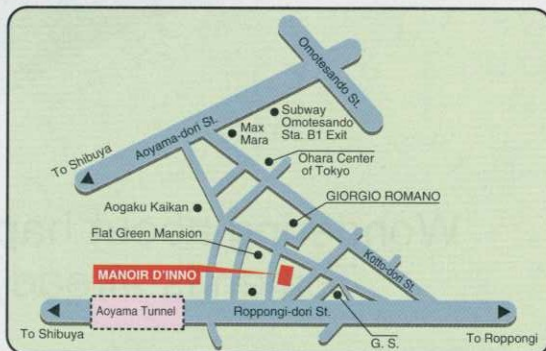 Omotesando St.
Aoyama-dori St.
Subway
Omotesando
Sta. B1 Exit
Max
Mara
To Shibuya
Ohara Center
of Tokyo
Aogaku Kaikan
GIORGIO ROMANO
Flat Green Mansion
Kotto-dori St.
MANOIR D'INNO
Aoyama Tunnel
Roppongi-dori St.
To Shibuya
G. S.
To Roppongi